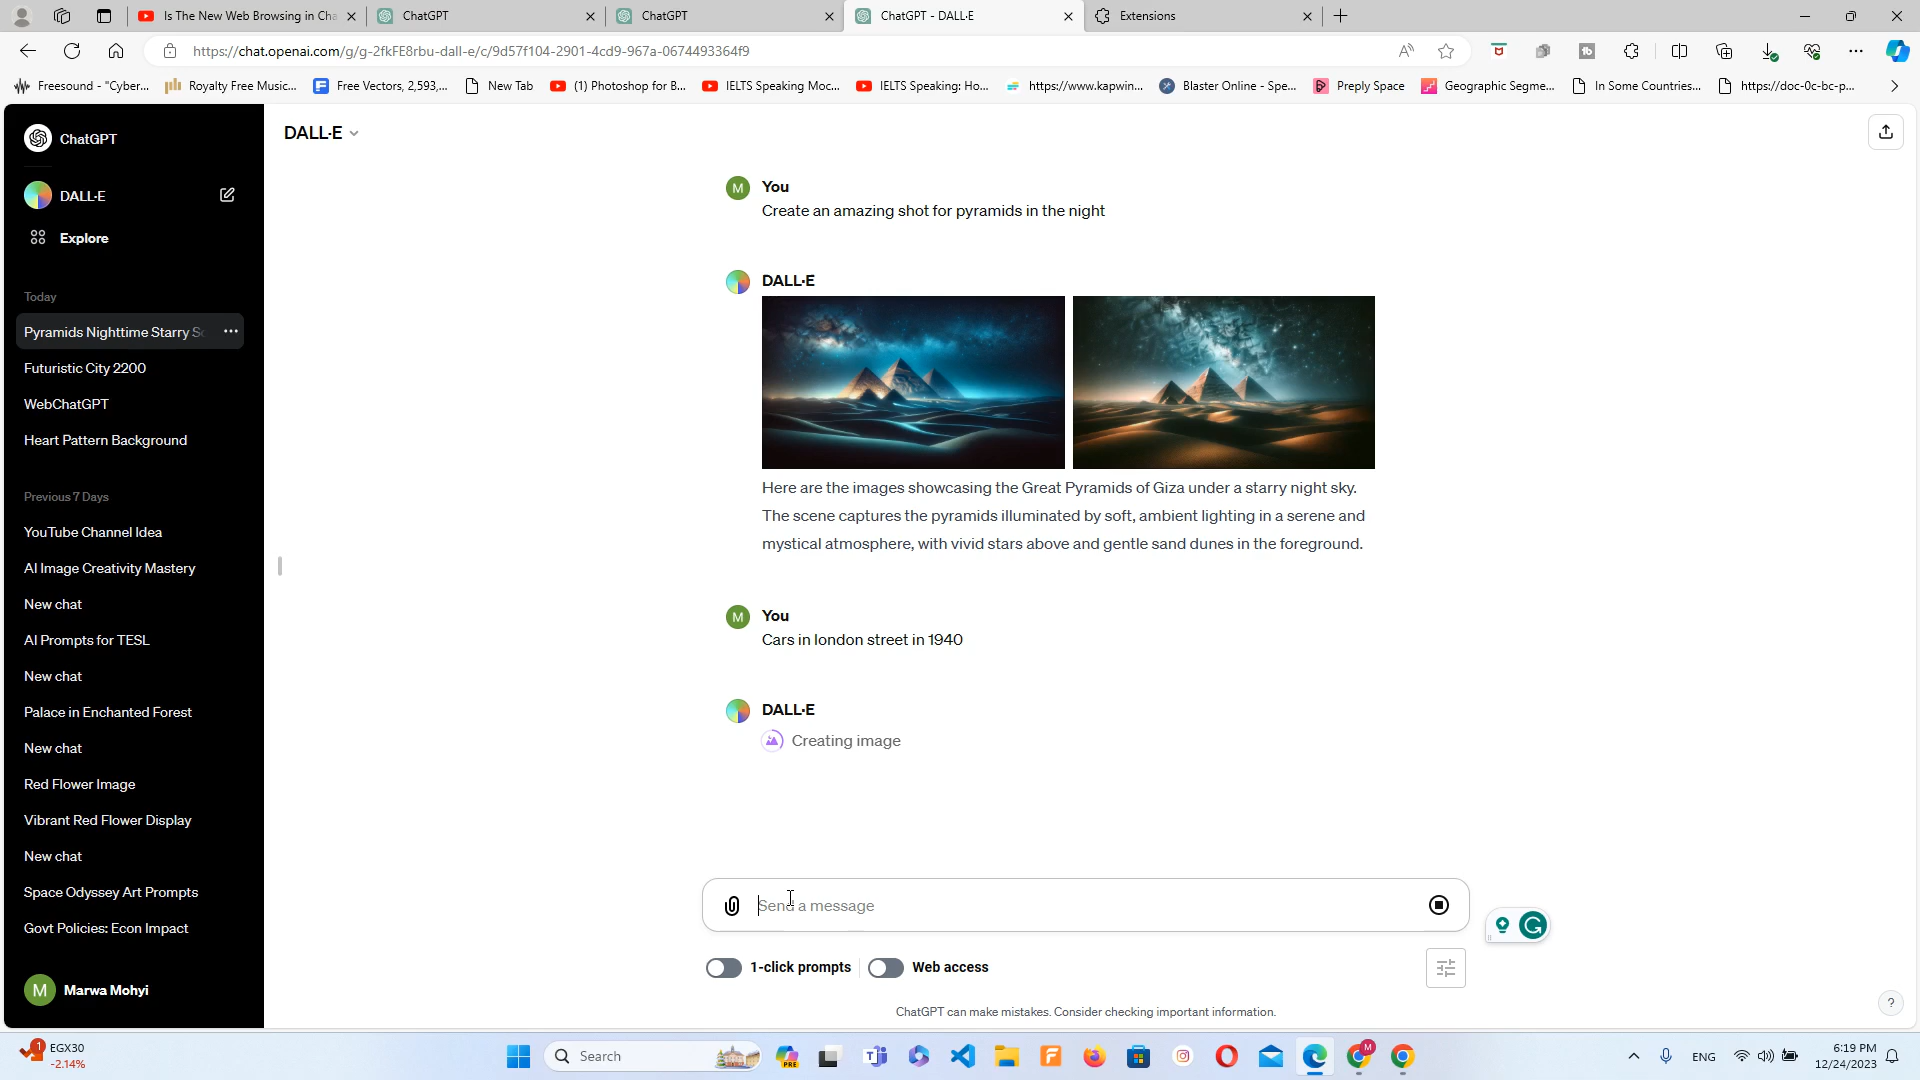 Is The New Web Browsing in Cha
ChatGPT
ChatGPT
ChatGPT - DALL·E
Extensions
https://chat.openai.com/g/g-2fkFE8rbu-dall-e/c/9d57f104-2901-4cd9-967a-0674493364f9
Freesound - "Cyber...
Royalty Free Music...
Free Vectors, 2,593,...
New Tab
(1) Photoshop for B...
IELTS Speaking Moc...
IELTS Speaking: Ho...
https://www.kapwin...
Blaster Online - Spe...
Preply Space
Geographic Segme...
In Some Countries...
https://doc-0c-bc-p...
ChatGPT
DALL·E
Explore
Today
Pyramids Nighttime Starry Sc
Futuristic City 2200
WebChatGPT
Heart Pattern Background
Previous 7 Days
YouTube Channel Idea
AI Image Creativity Mastery
New chat
AI Prompts for TESL
New chat
Palace in Enchanted Forest
New chat
Red Flower Image
Vibrant Red Flower Display
New chat
Space Odyssey Art Prompts
Govt Policies: Econ Impact
M Marwa Mohyi
DALL·E
M You
Create an amazing shot for pyramids in the night
DALL·E
Here are the images showcasing the Great Pyramids of Giza under a starry night sky.
The scene captures the pyramids illuminated by soft, ambient lighting in a serene and
mystical atmosphere, with vivid stars above and gentle sand dunes in the foreground.
M You
Cars in london street in 1940
DALL·E
Creating image
Send a message
1-click prompts
Web access
ChatGPT can make mistakes. Consider checking important information.
?
1
EGX30
-2.14%
Search
PRE
M
ENG
6:19 PM
12/24/2023